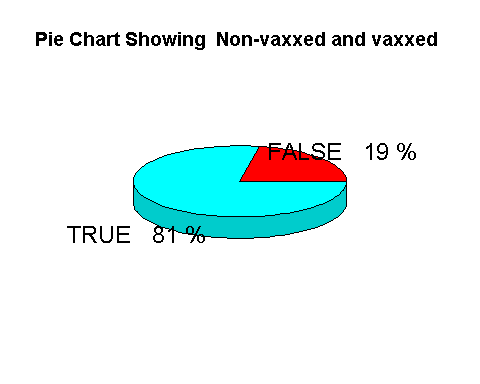 Pie Chart Showing  Non-vaxxed and vaxxed
FALSE   19 %
TRUE   81 %